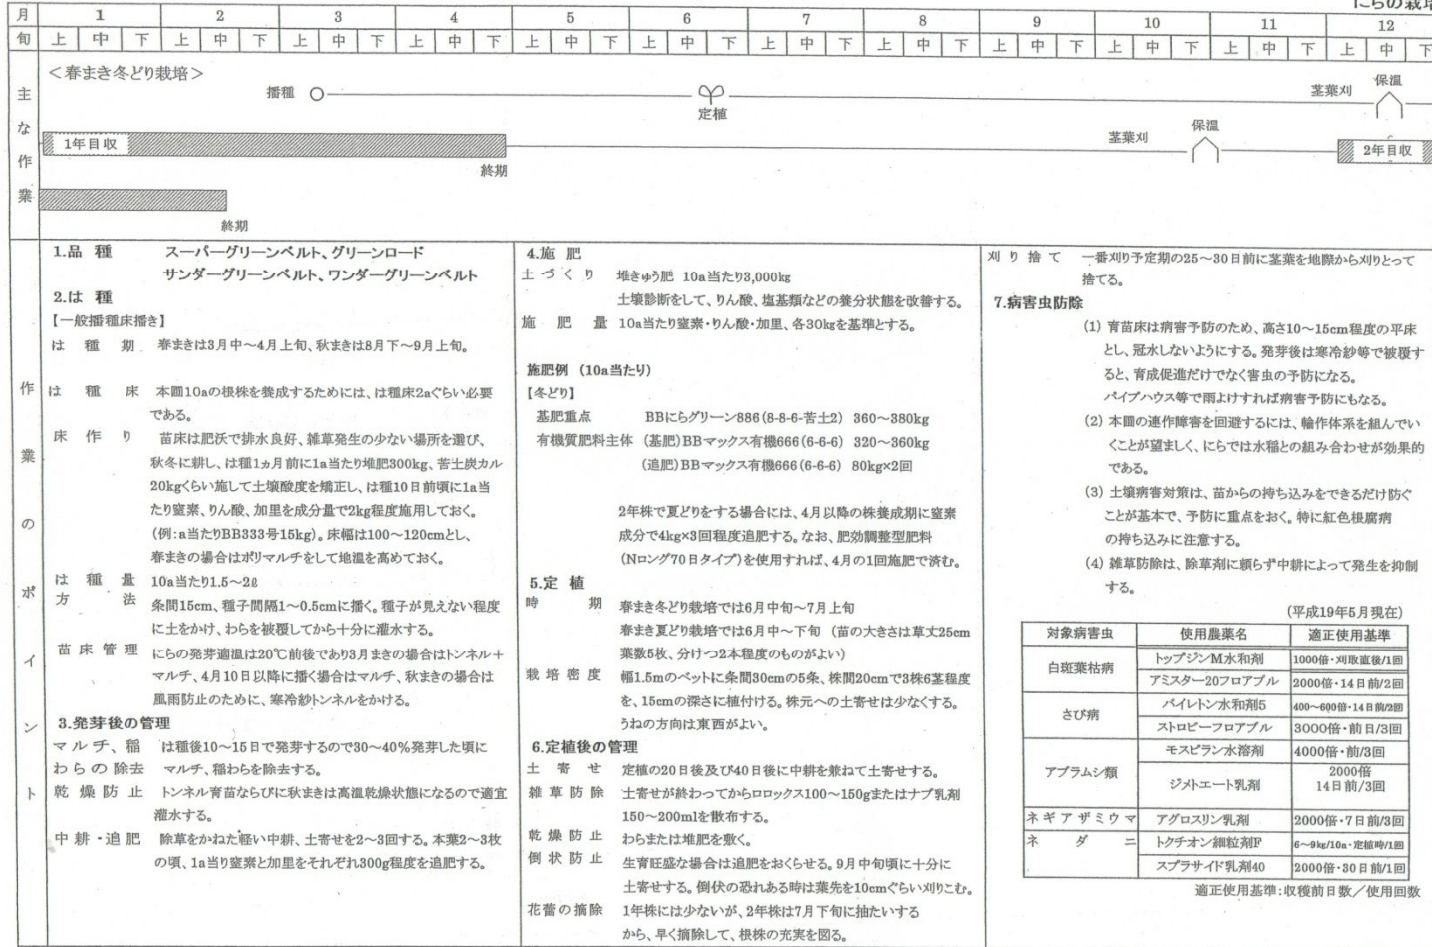 にらの栽培
月 1 2 3 4 5 6 7 8 9 10 11 12
旬 上 中 下 上 中 下 上 中 下 上 中 下 上 中 下 上 中 下 上 中 下 上 中 下 上 中 下 上 中 下 上 中 下 上 中 下
主な作業
＜春まき冬どり栽培＞
播種
定植
茎葉刈
保温
1年目収
終期
茎葉刈
保温
2年目収
終期
作業のポイント
1.品 種 スーパーグリーンベルト、グリーンロード
サンダーグリーンベルト、ワンダーグリーンベルト
2.は 種
【一般播種床播き】
は 種 期 春まきは3月中～4月上旬、秋まきは8月下～9月上旬。
は 種 床 本圃10aの根株を養成するためには、は種床2aぐらい必要
である。
床 作 り 苗床は肥沃で排水良好、雑草発生の少ない場所を選び、
秋冬に耕し、は種1ヵ月前に1a当たり堆肥300kg、苦土炭カル
20kgくらい施して土壌酸度を矯正し、は種10日前頃に1a当
たり窒素、りん酸、加里を成分量で2kg程度施用しておく。
(例:a当たりBB333号15kg)。床幅は100～120cmとし、
春まきの場合はポリマルチをして地温を高めておく。
は 種 量 10a当たり1.5～2ℓ
方 法 条間15cm、種子間隔1～0.5cmに播く。種子が見えない程度
に土をかけ、わらを被覆してから十分に灌水する。
苗 床 管 理 にらの発芽適温は20℃前後であり3月まきの場合はトンネル＋
マルチ、4月10日以降に播く場合はマルチ、秋まきの場合は
風雨防止のために、寒冷紗トンネルをかける。
3.発芽後の管理
マ ル チ、稲 は種後10～15日で発芽するので30～40%発芽した頃に
わ ら の 除 去 マルチ、稲わらを除去する。
乾 燥 防 止 トンネル育苗ならびに秋まきは高温乾燥状態になるので適宜
灌水する。
中 耕・追 肥 除草をかねた軽い中耕、土寄せを2～3回する。本葉2～3枚
の頃、1a当り窒素と加里をそれぞれ300g程度を追肥する。
4.施 肥
土 づ く り 堆きゅう肥 10a当たり3,000kg
土壌診断をして、りん酸、塩基類などの養分状態を改善する。
施 肥 量 10a当たり窒素・りん酸・加里、各30kgを基準とする。
施肥例 (10a当たり)
【冬どり】
基肥重点 BBにらグリーン886(8-8-6-苦土2) 360～380kg
有機質肥料主体 (基肥)BBマックス有機666(6-6-6) 320～360kg
(追肥)BBマックス有機666(6-6-6) 80kg×2回
2年株で夏どりをする場合には、4月以降の株養成期に窒素
成分で4kg×3回程度追肥する。なお、肥効調整型肥料
(Nロング70日タイプ)を使用すれば、4月の1回施肥で済む。
5.定 植
時 期 春まき冬どり栽培では6月中旬～7月上旬
春まき夏どり栽培では6月中～下旬 (苗の大きさは草丈25cm
葉数5枚、分けつ2本程度のものがよい)
栽 培 密 度 幅1.5mのベットに条間30cmの5条、株間20cmで3株6茎程度
を、15cmの深さに植付ける。株元への土寄せは少なくする。
うねの方向は東西がよい。
6.定植後の管理
土 寄 せ 定植の20日後及び40日後に中耕を兼ねて土寄せする。
雑 草 防 除 土寄せが終わってからロロックス100～150gまたはナブ乳剤
150～200mlを散布する。
乾 燥 防 止 わらまたは堆肥を敷く。
倒 状 防 止 生育旺盛な場合は追肥をおくらせる。9月中旬頃に十分に
土寄せする。倒伏の恐れある時は葉先を10cmぐらい刈りこむ。
花 蕾 の 摘 除 1年株には少ないが、2年株は7月下旬に抽だいする
から、早く摘除して、根株の充実を図る。
刈 り 捨 て 一番刈り予定期の25～30日前に茎葉を地際から刈りとって
捨てる。
7.病害虫防除
(1) 育苗床は病害予防のため、高さ10～15cm程度の平床
とし、冠水しないようにする。発芽後は寒冷紗等で被覆す
ると、育成促進だけでなく害虫の予防になる。
パイプハウス等で雨よけすれば病害予防にもなる。
(2) 本圃の連作障害を回避するには、輪作体系を組んでい
くことが望ましく、にらでは水稲との組み合わせが効果的
である。
(3) 土壌病害対策は、苗からの持ち込みをできるだけ防ぐ
ことが基本で、予防に重点をおく。特に紅色根腐病
の持ち込みに注意する。
(4) 雑草防除は、除草剤に頼らず中耕によって発生を抑制
する。
(平成19年5月現在)
対象病害虫 使用農薬名 適正使用基準
白斑葉枯病 トップジンM水和剤 1000倍・刈取直後/1回
アミスター20フロアブル 2000倍・14日前/2回
さび病 バイレトン水和剤5 400～600倍・14日前/2回
ストロビーフロアブル 3000倍・前日/3回
アブラムシ類 モスピラン水溶剤 4000倍・前/3回
ジメトエート乳剤 2000倍
14日前/3回
ネギアザミウマ アグロスリン乳剤 2000倍・7日前/3回
ネ ダ ニ トクチオン細粒剤F 6～9kg/10a・定植時/1回
スプラサイド乳剤40 2000倍・30日前/1回
適正使用基準:収穫前日数／使用回数